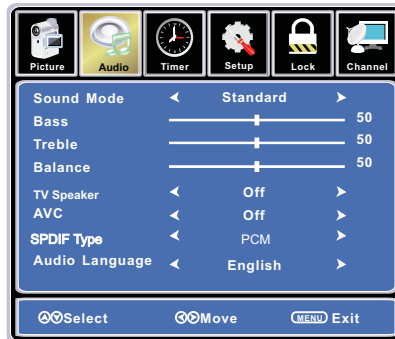 Picture Audio Timer Setup Lock Channel
Sound Mode Standard
Bass 50
Treble 50
Balance 50
TV Speaker Off
AVC Off
SPDIF Type PCM
Audio Language English
Select Move MENU Exit